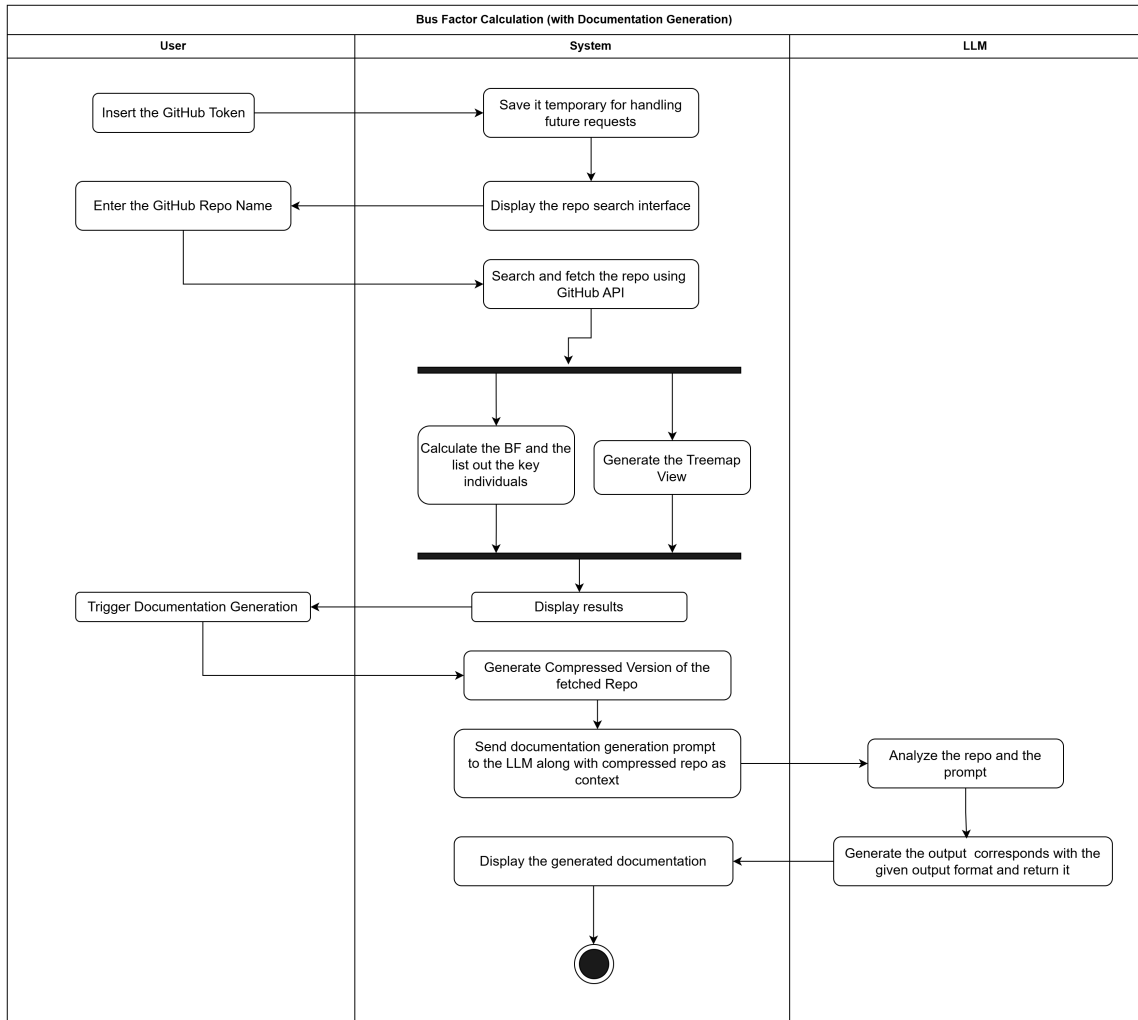 Bus Factor Calculation (with Documentation Generation)
User
System
LLM
Insert the GitHub Token
Save it temporary for handling
future requests
Enter the GitHub Repo Name
Display the repo search interface
Search and fetch the repo using
GitHub API
Calculate the BF and the
list out the key
individuals
Generate the Treemap
View
Trigger Documentation Generation
Display results
Generate Compressed Version of the
fetched Repo
Send documentation generation prompt
to the LLM along with compressed repo as
context
Analyze the repo and the
prompt
Display the generated documentation
Generate the output  corresponds with the
given output format and return it